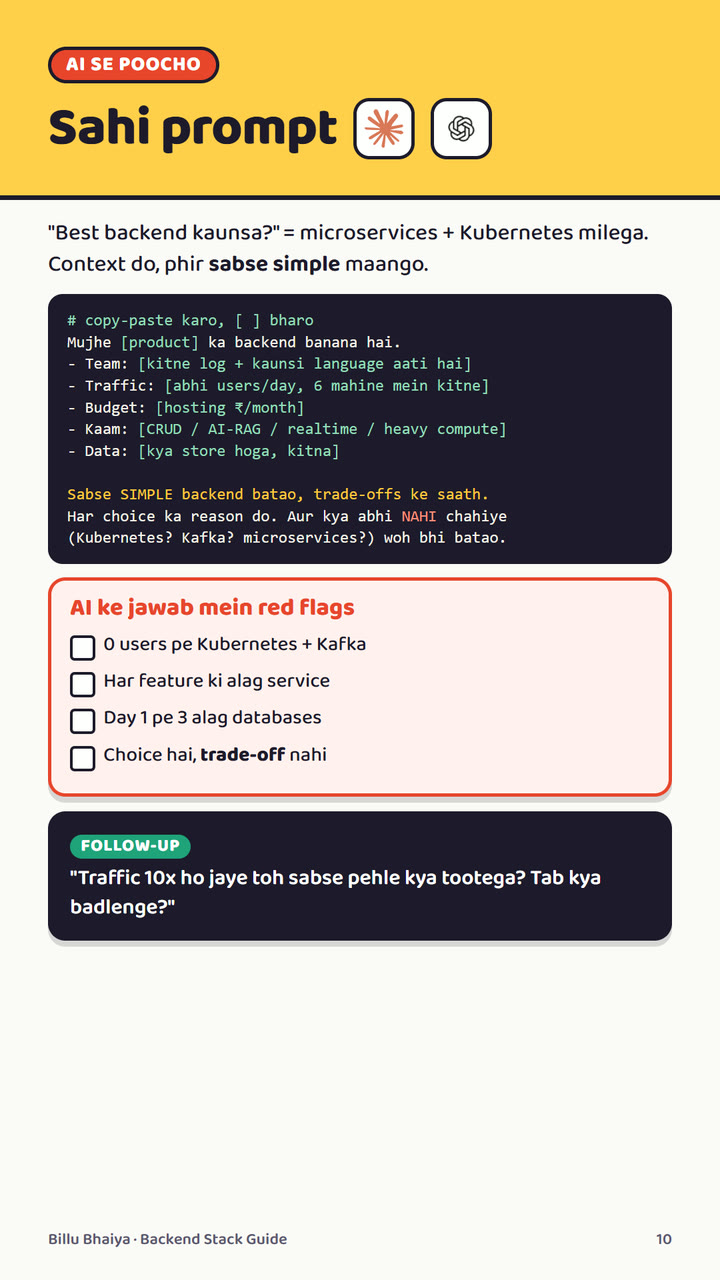 AI SE POOCHO
Sahi prompt
"Best backend kaunsa?" = microservices + Kubernetes milega.
Context do, phir sabse simple maango.
# copy-paste karo, [ ] bharo
Mujhe [product] ka backend banana hai.
- Team: [kitne log + kaunsi language aati hai]
- Traffic: [abhi users/day, 6 mahine mein kitne]
- Budget: [hosting ₹/month]
- Kaam: [CRUD / AI-RAG / realtime / heavy compute]
- Data: [kya store hoga, kitna]
Sabse SIMPLE backend batao, trade-offs ke saath.
Har choice ka reason do. Aur kya abhi NAHI chahiye
(Kubernetes? Kafka? microservices?) woh bhi batao.
AI ke jawab mein red flags
0 users pe Kubernetes + Kafka
Har feature ki alag service
Day 1 pe 3 alag databases
Choice hai, trade-off nahi
FOLLOW-UP
"Traffic 10x ho jaye toh sabse pehle kya tootega? Tab kya
badlenge?"
Billu Bhaiya · Backend Stack Guide
10